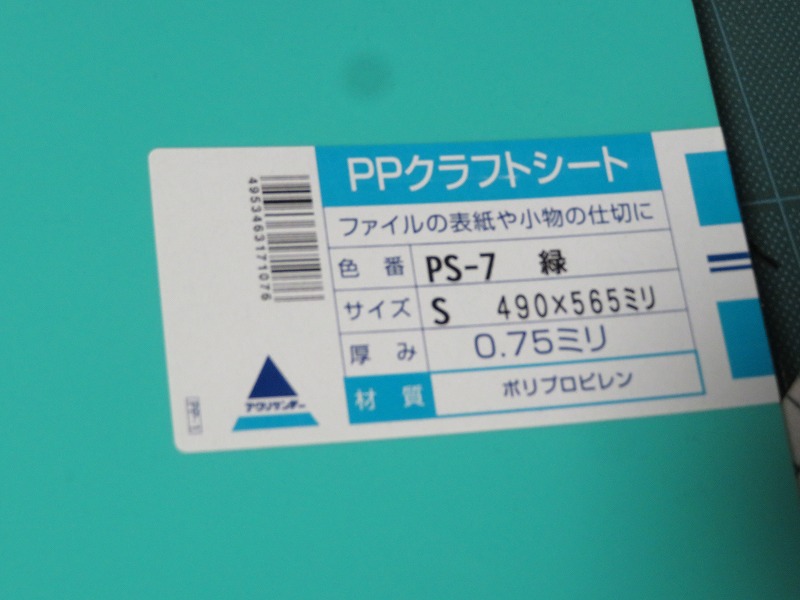 PPクラフトシート
ファイルの表紙や小物の仕切に
色 番 PS-7 緑
サイズ S 490×565ミリ
厚 み 0.75ミリ
材 質 ポリプロピレン
4953463171076
アクリサンデー